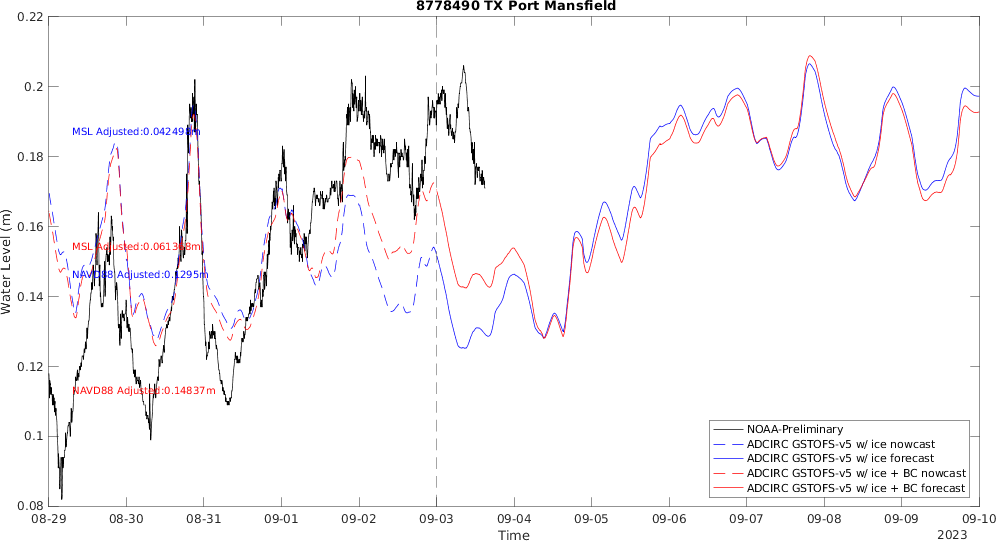 8778490 TX Port Mansfield
0.22
0.2
0.18
0.16
0.14
0.12
0.1
0.08
Water Level (m)
MSL Adjusted:0.042498m
MSL Adjusted:0.061368m
NAVD88 Adjusted:0.1295m
NAVD88 Adjusted:0.14837m
NOAA-Preliminary
ADCIRC GSTOFS-v5 w/ ice nowcast
ADCIRC GSTOFS-v5 w/ ice forecast
ADCIRC GSTOFS-v5 w/ ice + BC nowcast
ADCIRC GSTOFS-v5 w/ ice + BC forecast
08-29 08-30 08-31 09-01 09-02 09-03 09-04 09-05 09-06 09-07 09-08 09-09 09-10
Time
2023